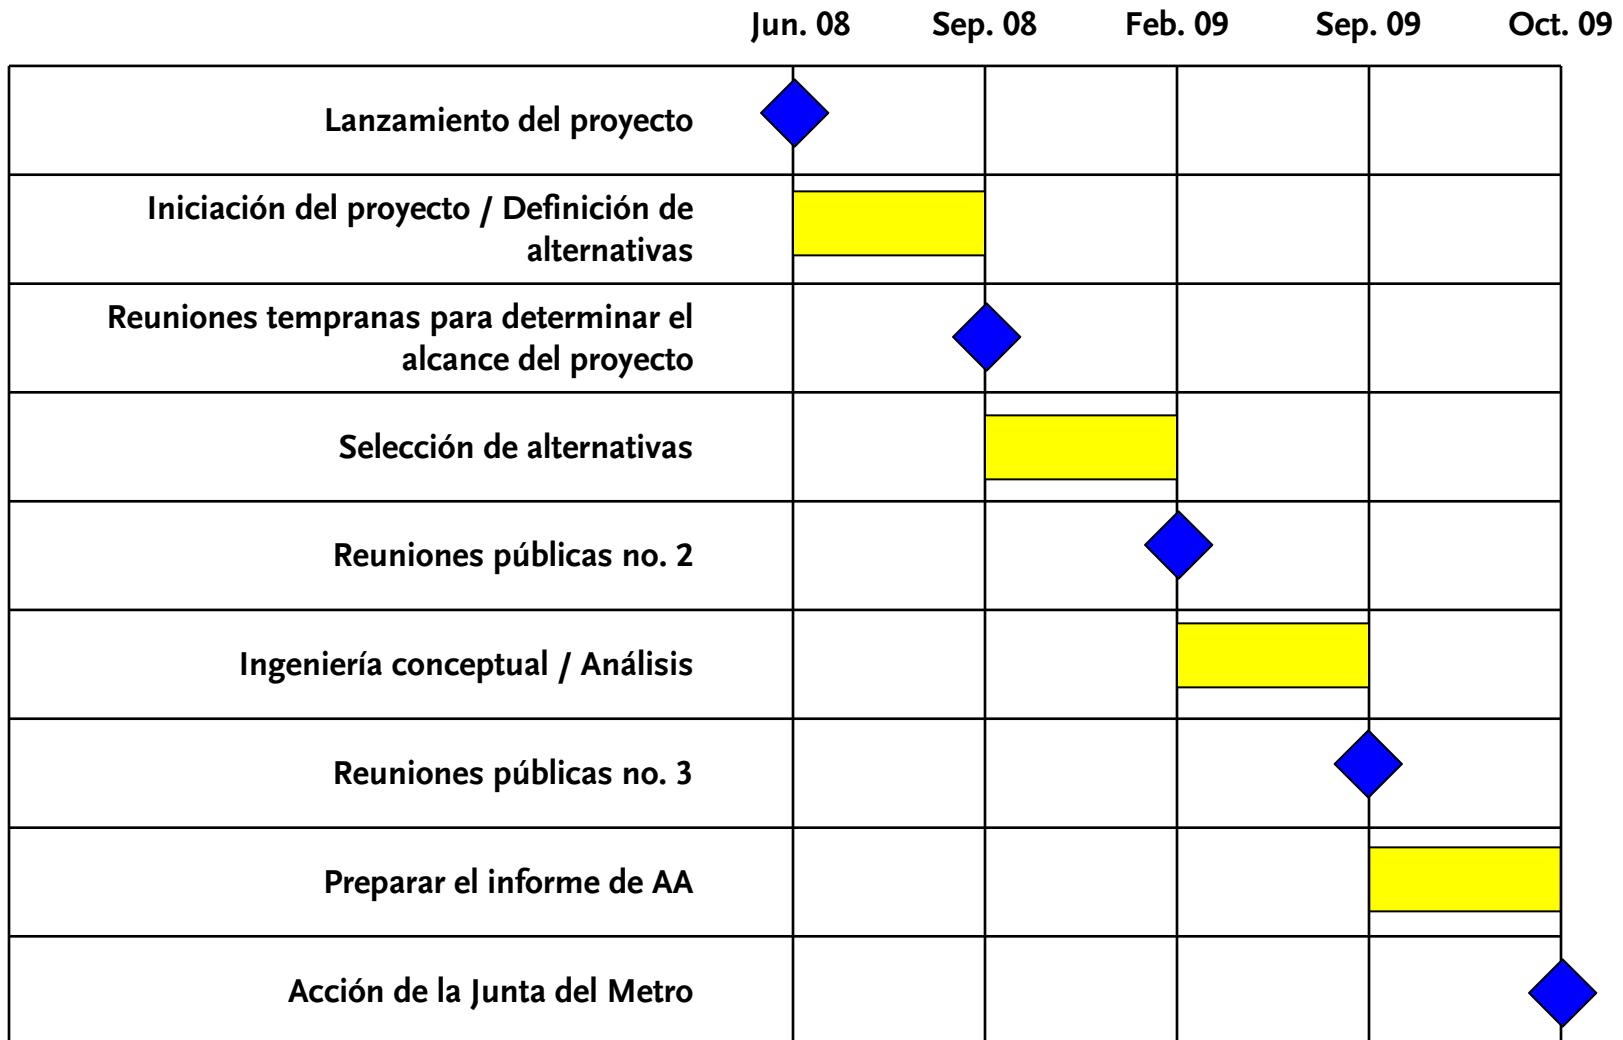 Jun. 08 Sep. 08 Feb. 09 Sep. 09 Oct. 09
Lanzamiento del proyecto
Iniciación del proyecto / Definición de
alternativas
Reuniones tempranas para determinar el
alcance del proyecto
Selección de alternativas
Reuniones públicas no. 2
Ingeniería conceptual / Análisis
Reuniones públicas no. 3
Preparar el informe de AA
Acción de la Junta del Metro